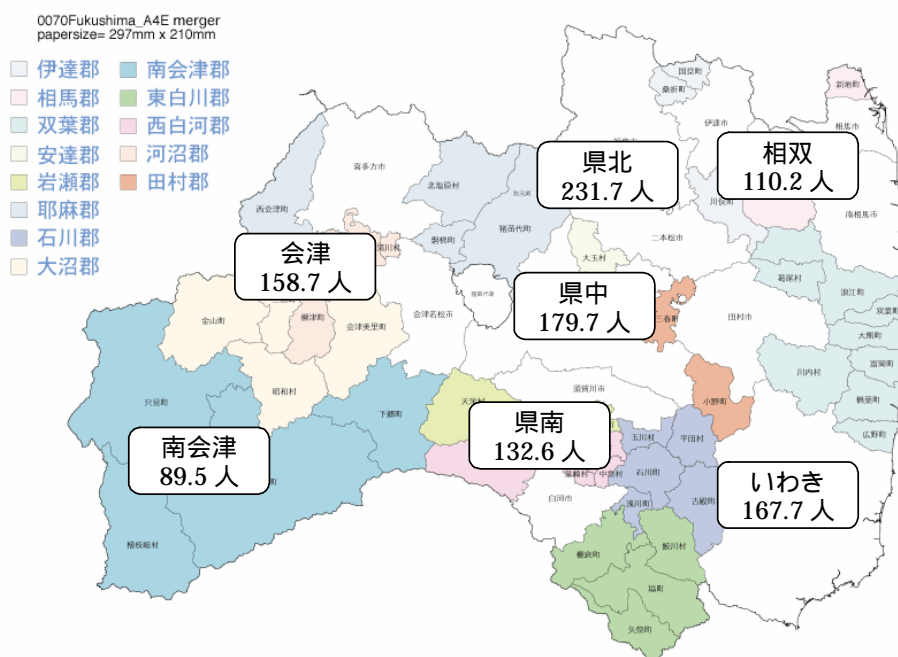 0070Fukushima_A4E merger
papersize= 297mm x 210mm
伊達郡
南会津郡
相馬郡
東白川郡
双葉郡
西白河郡
安達郡
河沼郡
岩瀬郡
田村郡
耶麻郡
石川郡
大沼郡
国見町
桑折町
新地町
伊達市
相馬市
県北
231.7 人
相双
110.2 人
喜多方市
北塩原村
西会津町
猪苗代町
磐梯町
川俣町
南相馬市
二本松市
大玉村
会津
158.7 人
葛尾村
浪江町
双葉町
県中
179.7 人
三春町
田村市
大熊町
金山町
柳津町
会津美里町
会津若松市
富岡町
川内村
楢葉町
昭和村
須賀川市
只見町
下郷町
小野町
広野町
県南
132.6 人
玉川村
平田村
南会津
89.5 人
石川町
中島村
いわき
167.7 人
白河市
浅川町
古殿町
檜枝岐村
棚倉町
鮫川村
塙町
矢祭町